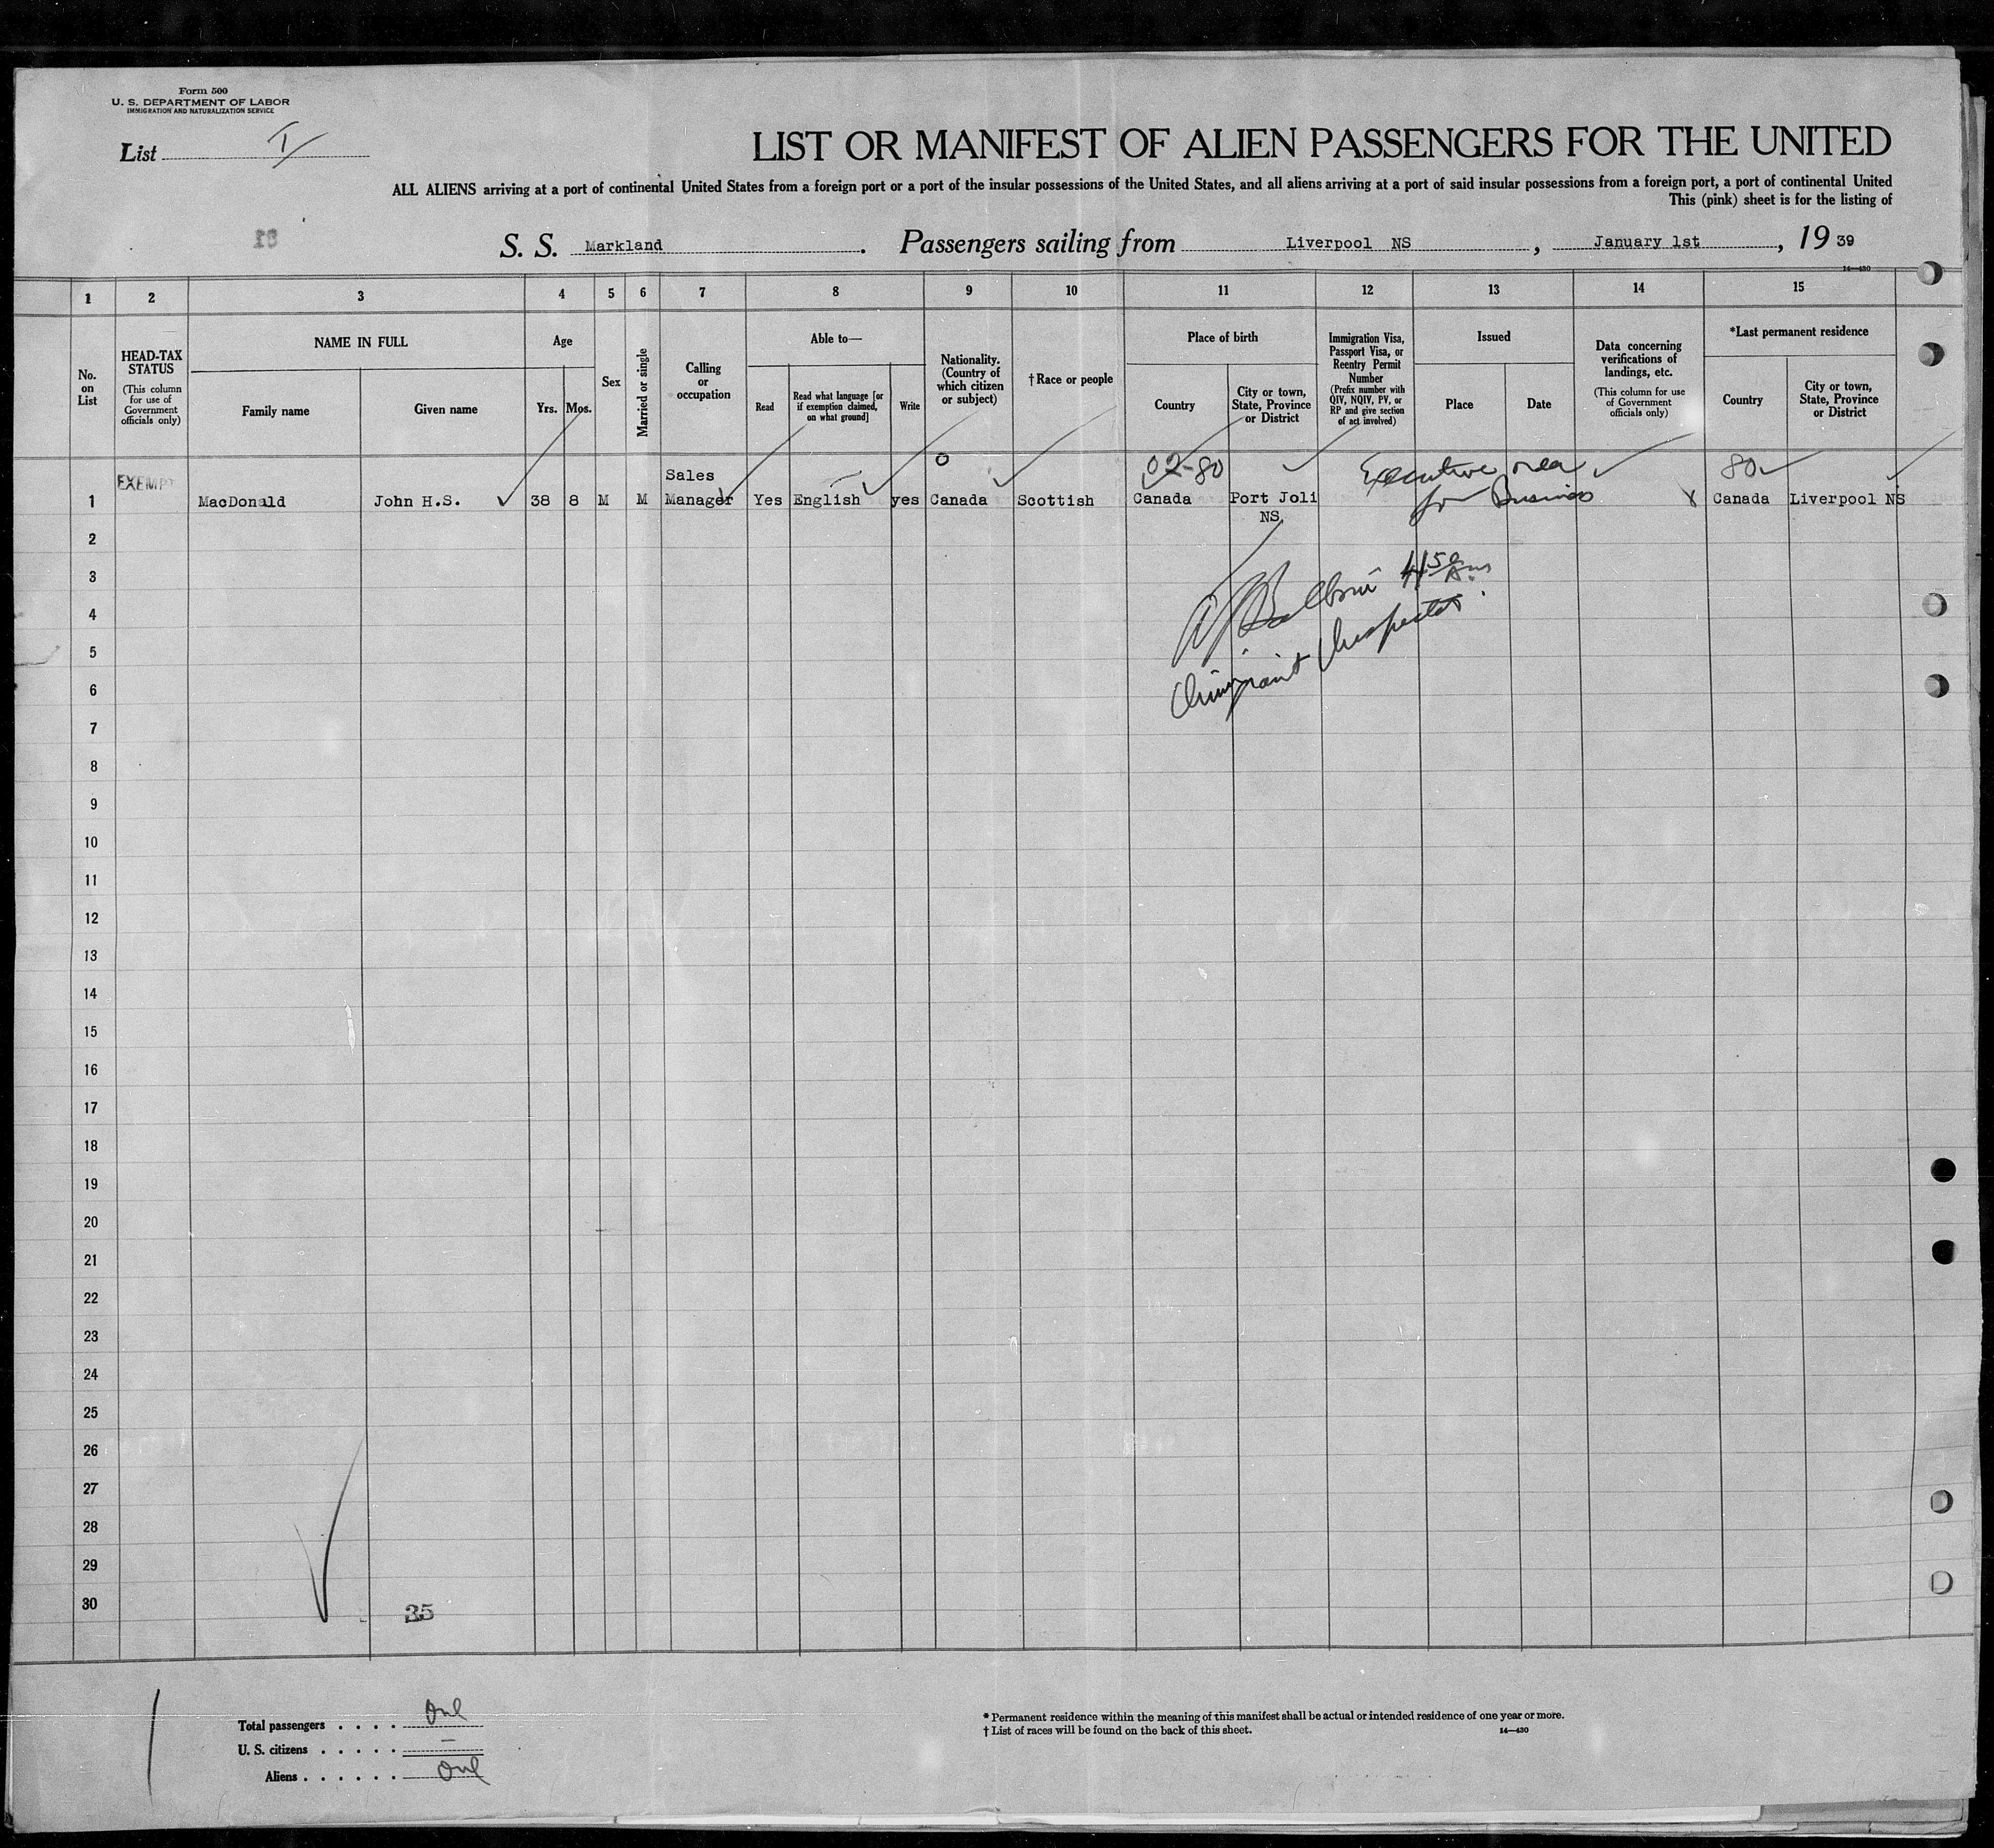 Form 500
U. S. DEPARTMENT OF LABOR
IMMIGRATION AND NATURALIZATION SERVICE
List I
LIST OR MANIFEST OF ALIEN PASSENGERS FOR THE UNITED
ALL ALIENS arriving at a port of continental United States from a foreign port or a port of the insular possessions of the United States, and all aliens arriving at a port of said insular possessions from a foreign port, a port of continental United
This (pink) sheet is for the listing of
S. S. Markland. Passengers sailing from Liverpool NS, January 1st, 19 39
14—430
1 2 3 4 5 6 7 8 9 10 11 12 13 14 15
No. on List
HEAD-TAX STATUS
(This column for use of Government officials only)
NAME IN FULL
Family name
Given name
Age
Yrs. Mos.
Sex
Married or single
Calling or occupation
Able to—
Read
Read what language [or if exemption claimed, on what ground]
Write
Nationality. (Country of which citizen or subject)
†Race or people
Place of birth
Country
City or town, State, Province or District
Immigration Visa, Passport Visa, or Reentry Permit Number
(Prefix number with QIV, NQIV, PV, or RP and give section of act involved)
Issued
Place
Date
Data concerning verifications of landings, etc.
(This column for use of Government officials only)
*Last permanent residence
Country
City or town, State, Province or District
Sales 0 02-80 Executive 80
EXEMPT
1 MacDonald John H.S. 38 8 M M Manager Yes English yes Canada Scottish Canada Port Joli for Business X Canada Liverpool NS
NS
2
3
4
5
Immigrant Inspector
6
7
8
9
10
11
12
13
14
15
16
17
18
19
20
21
22
23
24
25
26
27
28
29
30
35
Total passengers . . . . One
U. S. citizens . . . . . —
Aliens . . . . . . One
* Permanent residence within the meaning of this manifest shall be actual or intended residence of one year or more.
† List of races will be found on the back of this sheet.
14—430